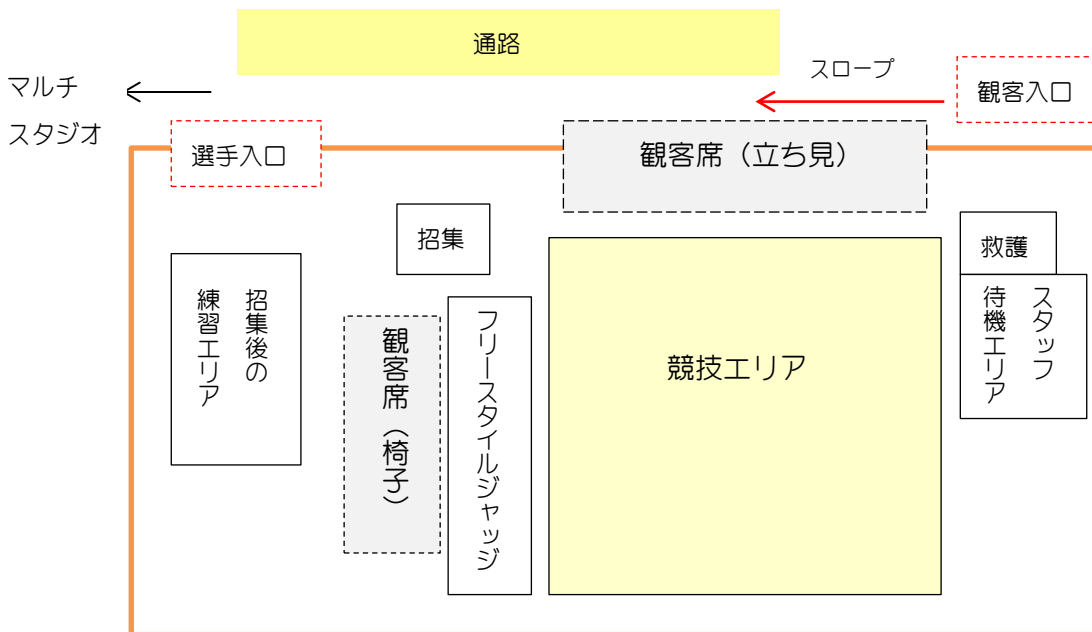 通路
スロープ
観客入口
マルチ
スタジオ
選手入口
観客席（立ち見）
招集
救護
招集後の
練習エリア
観客席（椅子）
フリースタイルジャッジ
競技エリア
スタッフ
待機エリア